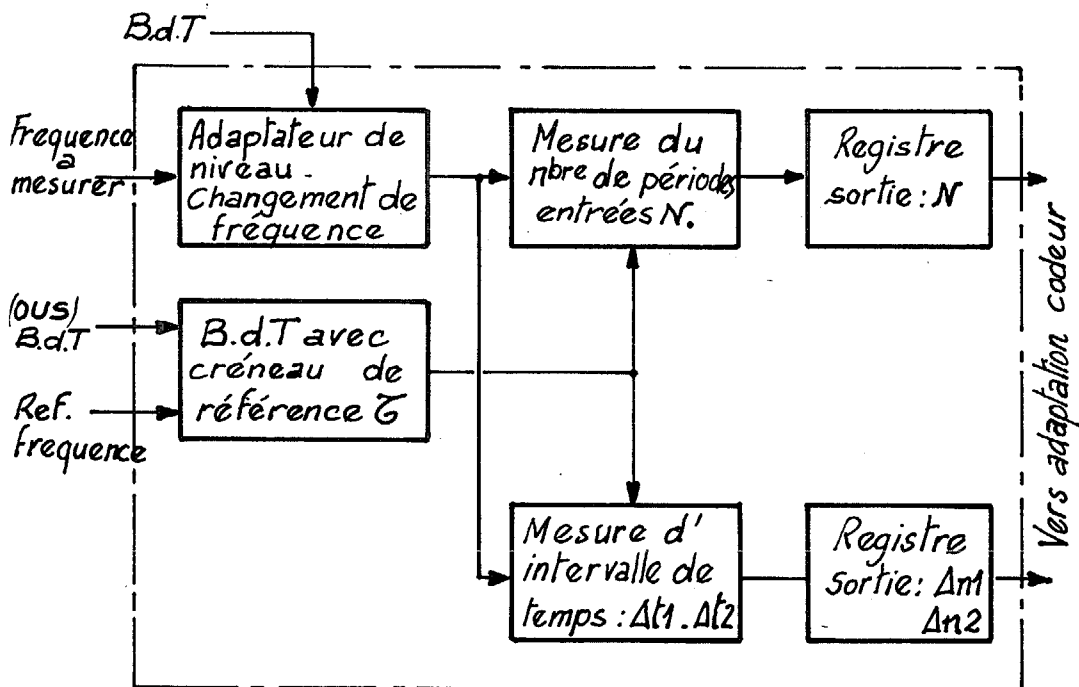 B.d.T
Frequence
a
mesurer
Adaptateur de
niveau -
Changement de
fréquence
Mesure du
nbre de périodes
entrées N.
Registre
sortie : N
(OUS)
B.d.T
Ref.
frequence
B.d.T avec
créneau de
référence τ
Mesure d'
intervalle de
temps : Δt1 . Δt2
Registre
sortie: Δn1
Δn2
Vers adaptation codeur